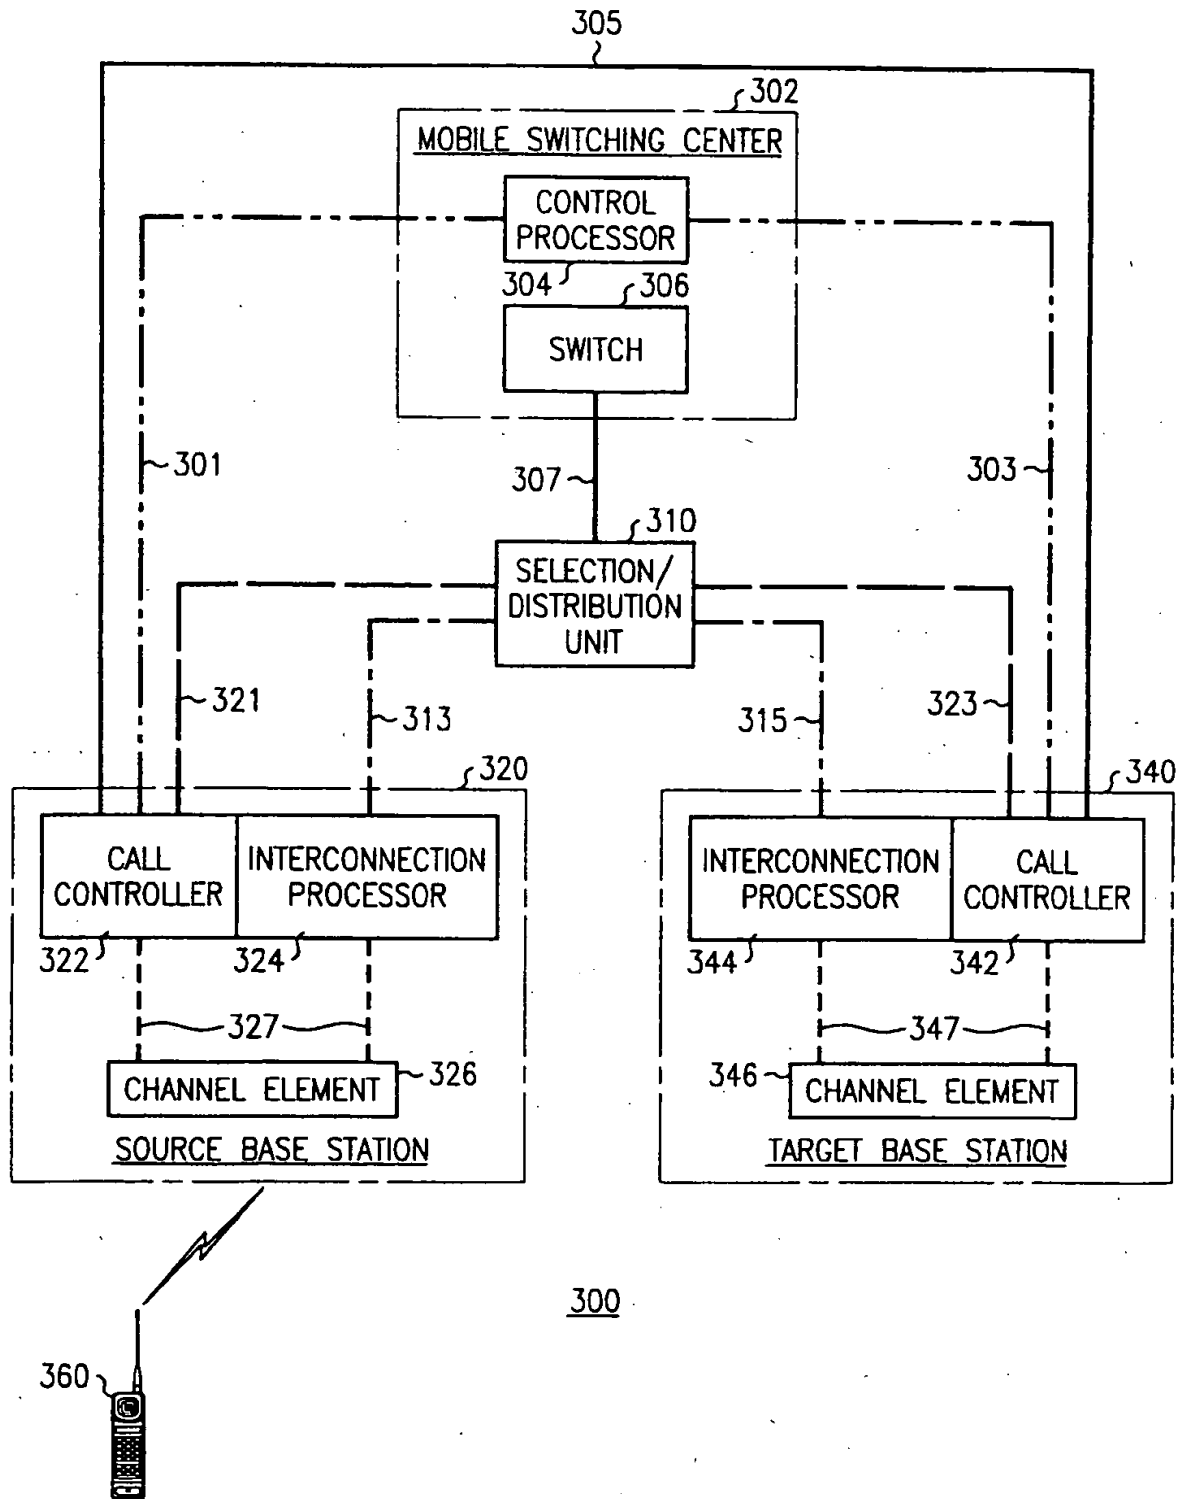 305
302
MOBILE SWITCHING CENTER
CONTROL
PROCESSOR
304
306
SWITCH
301
307
303
310
SELECTION/
DISTRIBUTION
UNIT
321
313
315
323
320
340
CALL
CONTROLLER
INTERCONNECTION
PROCESSOR
INTERCONNECTION
PROCESSOR
CALL
CONTROLLER
322
324
344
342
327
347
CHANNEL ELEMENT
326
346
CHANNEL ELEMENT
SOURCE BASE STATION
TARGET BASE STATION
300
360